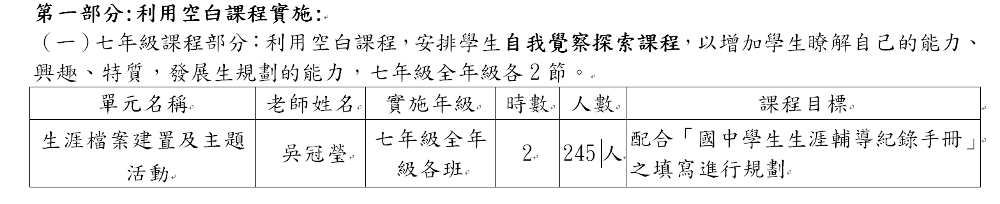 第一部分:利用空白課程實施:
（一）七年級課程部分：利用空白課程，安排學生自我覺察探索課程，以增加學生瞭解自己的能力、
興趣、特質，發展生規劃的能力，七年級全年級各2節。
單元名稱 老師姓名 實施年級 時數 人數 課程目標
生涯檔案建置及主題
活動
吳冠瑩
七年級全年
級各班
2
245人
配合「國中學生生涯輔導紀錄手冊」
之填寫進行規劃